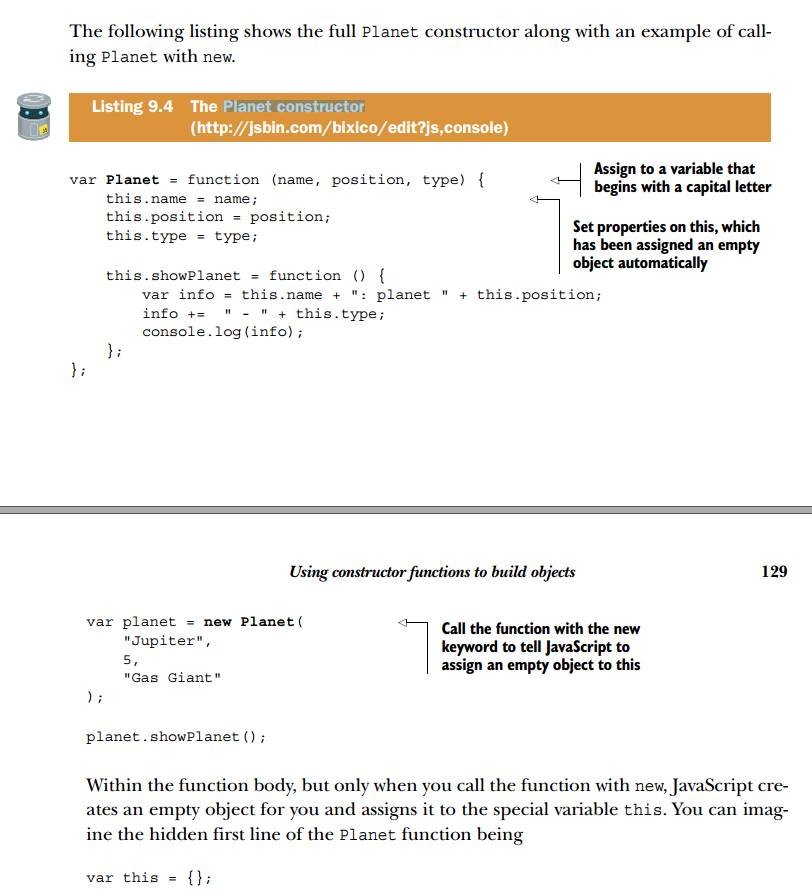 The following listing shows the full Planet constructor along with an example of call-
ing Planet with new.
Listing 9.4 The Planet constructor
(http://jsbin.com/bixico/edit?js,console)
var Planet = function (name, position, type) {
Assign to a variable that
begins with a capital letter
    this.name = name;
    this.position = position;
    this.type = type;
Set properties on this, which
has been assigned an empty
object automatically
    this.showPlanet = function () {
        var info = this.name + ": planet " + this.position;
        info += " - " + this.type;
        console.log(info);
    };
};
Using constructor functions to build objects 129
var planet = new Planet(
    "Jupiter",
    5,
    "Gas Giant"
);
Call the function with the new
keyword to tell JavaScript to
assign an empty object to this
planet.showPlanet();
Within the function body, but only when you call the function with new, JavaScript cre-
ates an empty object for you and assigns it to the special variable this. You can imag-
ine the hidden first line of the Planet function being
var this = {};